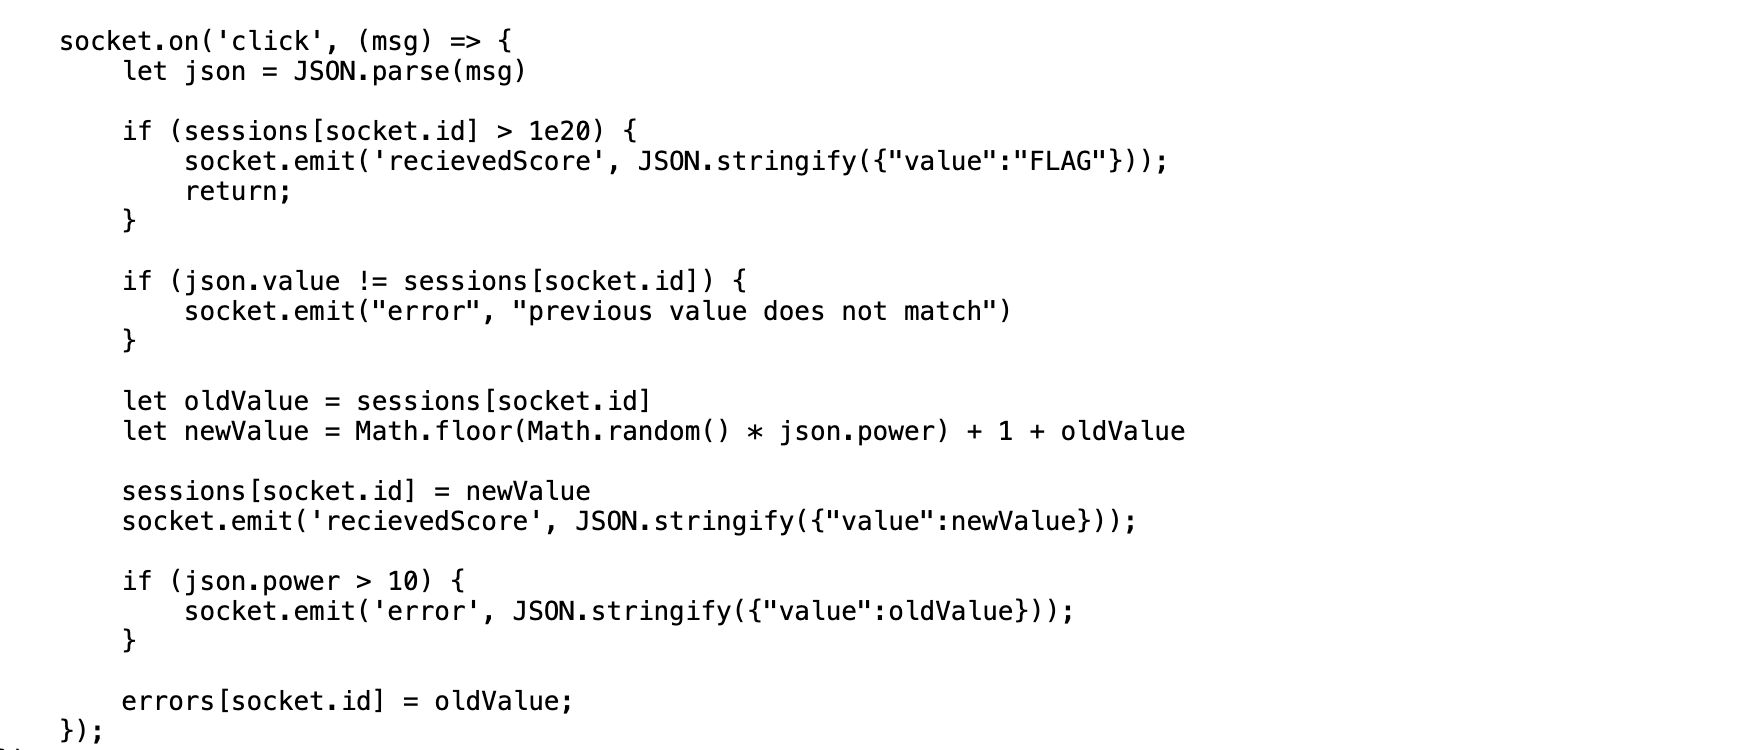 socket.on('click', (msg) => {
    let json = JSON.parse(msg)

    if (sessions[socket.id] > 1e20) {
        socket.emit('recievedScore', JSON.stringify({"value":"FLAG"}));
        return;
    }

    if (json.value != sessions[socket.id]) {
        socket.emit("error", "previous value does not match")
    }

    let oldValue = sessions[socket.id]
    let newValue = Math.floor(Math.random() * json.power) + 1 + oldValue

    sessions[socket.id] = newValue
    socket.emit('recievedScore', JSON.stringify({"value":newValue}));

    if (json.power > 10) {
        socket.emit('error', JSON.stringify({"value":oldValue}));
    }

    errors[socket.id] = oldValue;
});